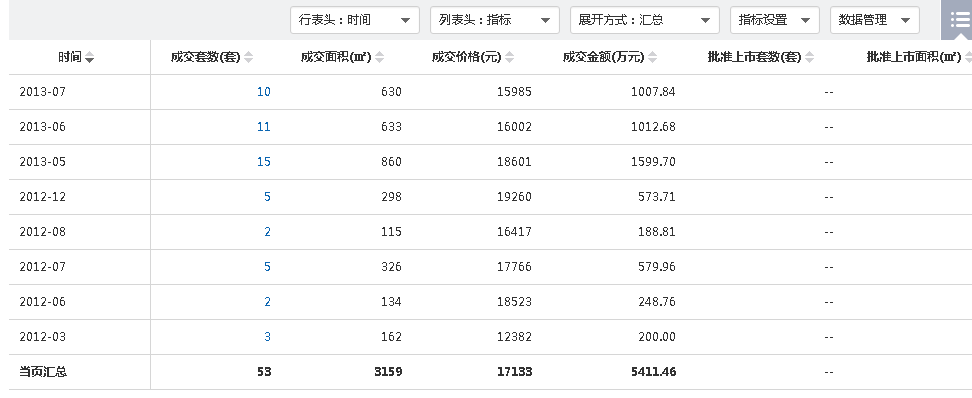 行表头：时间 列表头：指标 展开方式：汇总 指标设置 数据管理
时间 成交套数(套) 成交面积(㎡) 成交价格(元) 成交金额(万元) 批准上市套数(套) 批准上市面积(㎡)
2013-07 10 630 15985 1007.84 --
2013-06 11 633 16002 1012.68 --
2013-05 15 860 18601 1599.70 --
2012-12 5 298 19260 573.71 --
2012-08 2 115 16417 188.81 --
2012-07 5 326 17766 579.96 --
2012-06 2 134 18523 248.76 --
2012-03 3 162 12382 200.00 --
当页汇总 53 3159 17133 5411.46 --